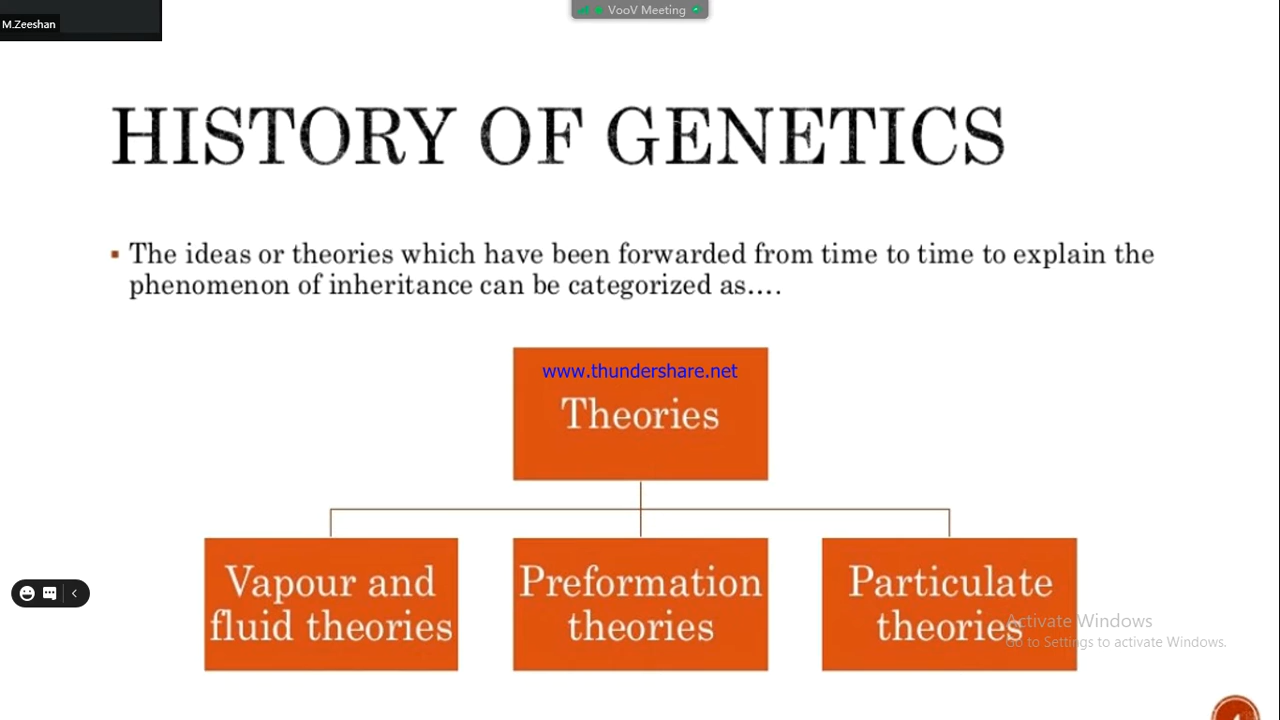 M.Zeeshan
VooV Meeting
HISTORY OF GENETICS
▪ The ideas or theories which have been forwarded from time to time to explain the
phenomenon of inheritance can be categorized as....
www.thundershare.net
Theories
Vapour and
fluid theories
Preformation
theories
Particulate
theories
Activate Windows
Go to Settings to activate Windows.